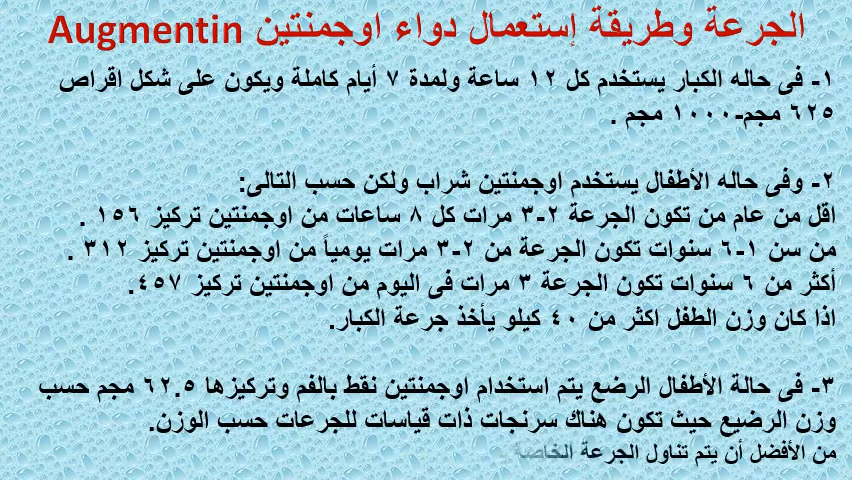 الجرعة وطريقة إستعمال دواء اوجمنتين Augmentin
١- فى حاله الكبار يستخدم كل ١٢ ساعة ولمدة ٧ أيام كاملة ويكون على شكل اقراص
٦٢٥ مجم-١٠٠٠ مجم .
٢- وفى حاله الأطفال يستخدم اوجمنتين شراب ولكن حسب التالى:
اقل من عام من تكون الجرعة ٢-٣ مرات كل ٨ ساعات من اوجمنتين تركيز ١٥٦ .
من سن ١-٦ سنوات تكون الجرعة من ٢-٣ مرات يومياً من اوجمنتين تركيز ٣١٢ .
أكثر من ٦ سنوات تكون الجرعة ٣ مرات فى اليوم من اوجمنتين تركيز ٤٥٧.
اذا كان وزن الطفل اكثر من ٤٠ كيلو يأخذ جرعة الكبار.
٣- فى حالة الأطفال الرضع يتم استخدام اوجمنتين نقط بالفم وتركيزها ٦٢.٥ مجم حسب
وزن الرضيع حيث تكون هناك سرنجات ذات قياسات للجرعات حسب الوزن.
من الأفضل أن يتم تناول الجرعة الخاصة -